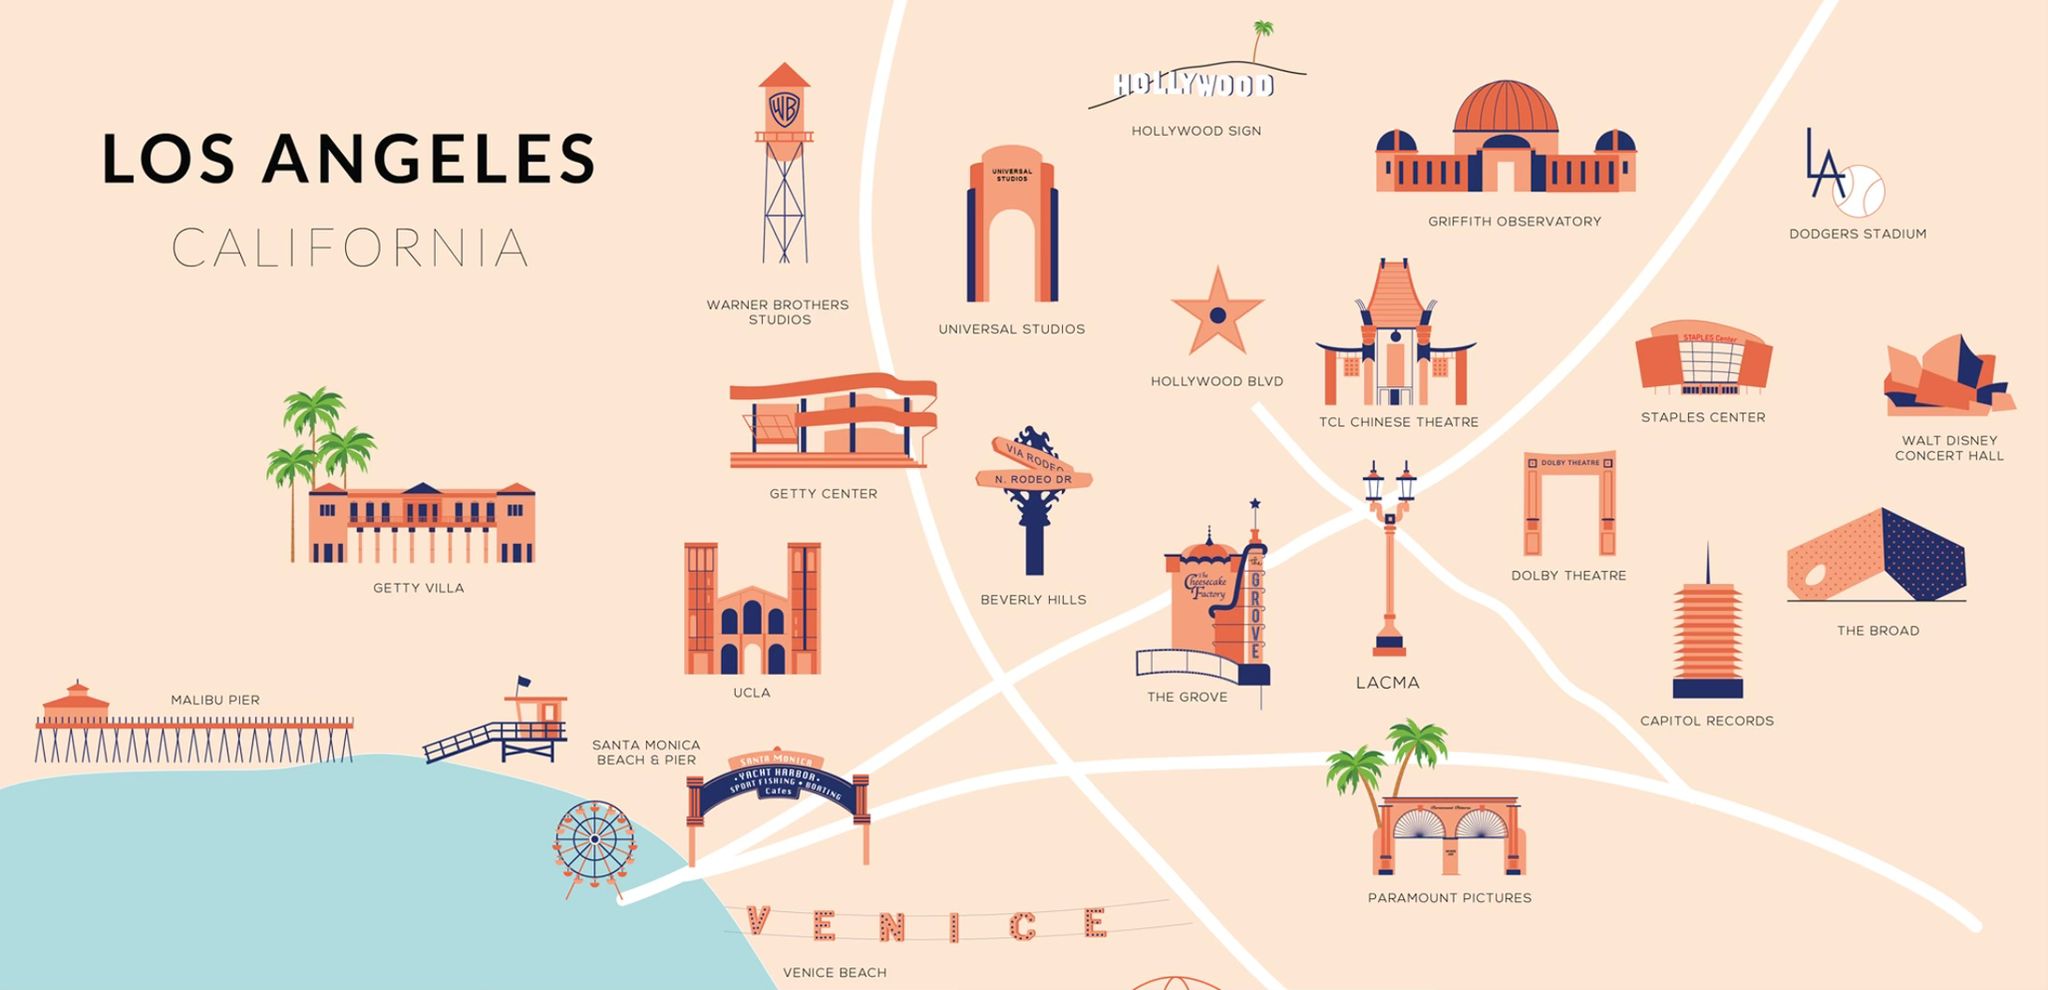 LOS ANGELES
CALIFORNIA
WB
WARNER BROTHERS
STUDIOS
UNIVERSAL
STUDIOS
UNIVERSAL STUDIOS
HOLLYWOOD
HOLLYWOOD SIGN
GRIFFITH OBSERVATORY
LA
DODGERS STADIUM
HOLLYWOOD BLVD
TCL CHINESE THEATRE
STAPLES Center
STAPLES CENTER
WALT DISNEY
CONCERT HALL
GETTY CENTER
VIA RODEO
N. RODEO DR
BEVERLY HILLS
DOLBY THEATRE
DOLBY THEATRE
GETTY VILLA
The
Cheesecake
Factory
the
GROVE
THE GROVE
LACMA
THE BROAD
CAPITOL RECORDS
UCLA
MALIBU PIER
SANTA MONICA
BEACH & PIER
SANTA MONICA
·YACHT HARBOR·
SPORT FISHING • BOATING
Cafes
Paramount Pictures
PARAMOUNT PICTURES
VENICE
VENICE BEACH